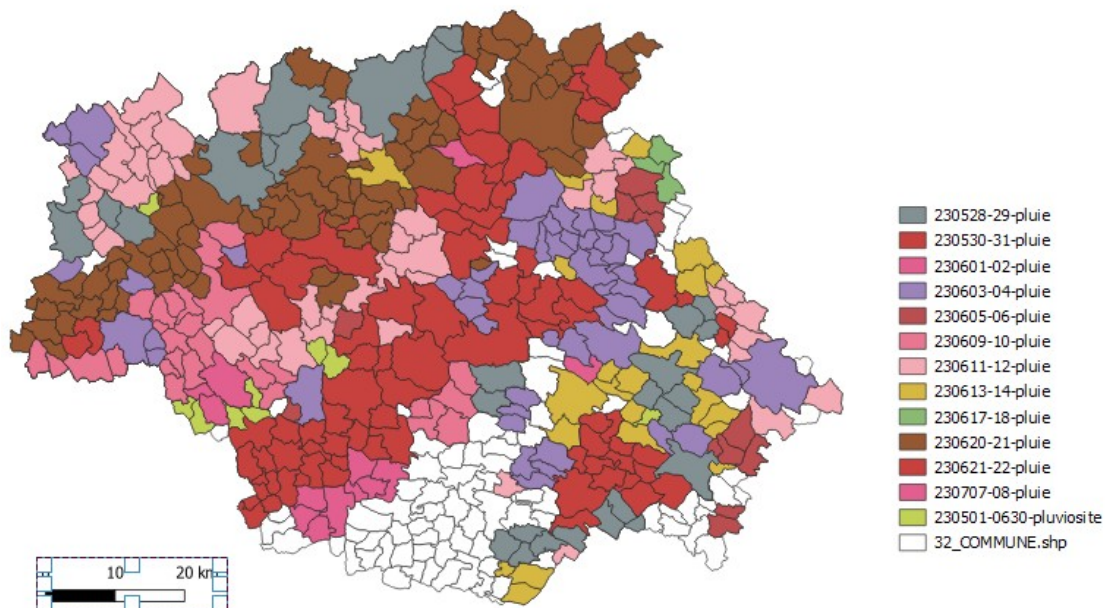 230528-29-pluie
230530-31-pluie
230601-02-pluie
230603-04-pluie
230605-06-pluie
230609-10-pluie
230611-12-pluie
230613-14-pluie
230617-18-pluie
230620-21-pluie
230621-22-pluie
230707-08-pluie
230501-0630-pluviosite
32_COMMUNE.shp
10 20 km